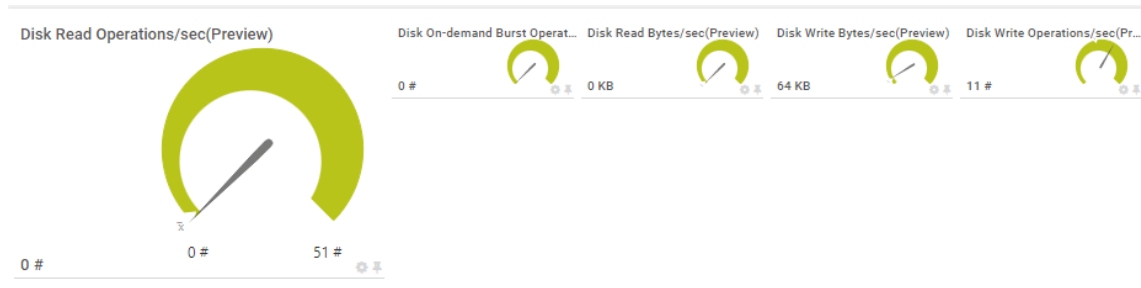 Disk Read Operations/sec(Preview)
x̄
0 #
51 #
0 #
Disk On-demand Burst Operat...
0 #
Disk Read Bytes/sec(Preview)
0 KB
Disk Write Bytes/sec(Preview)
64 KB
Disk Write Operations/sec(Pr...
11 #